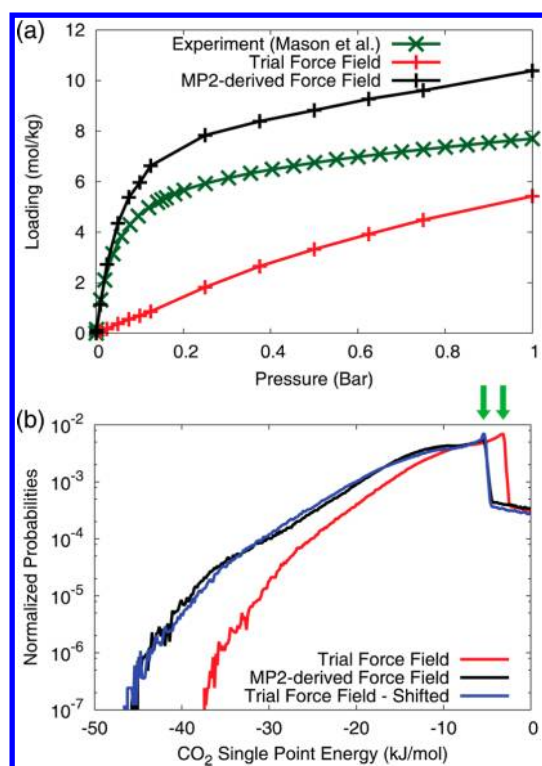 (a)
Experiment (Mason et al.)
Trial Force Field
MP2-derived Force Field
Loading (mol/kg)
12
10
8
6
4
2
0
0 0.2 0.4 0.6 0.8 1
Pressure (Bar)
(b)
Normalized Probabilities
10-2
10-3
10-4
10-5
10-6
10-7
Trial Force Field
MP2-derived Force Field
Trial Force Field - Shifted
-50 -40 -30 -20 -10 0
CO2 Single Point Energy (kJ/mol)